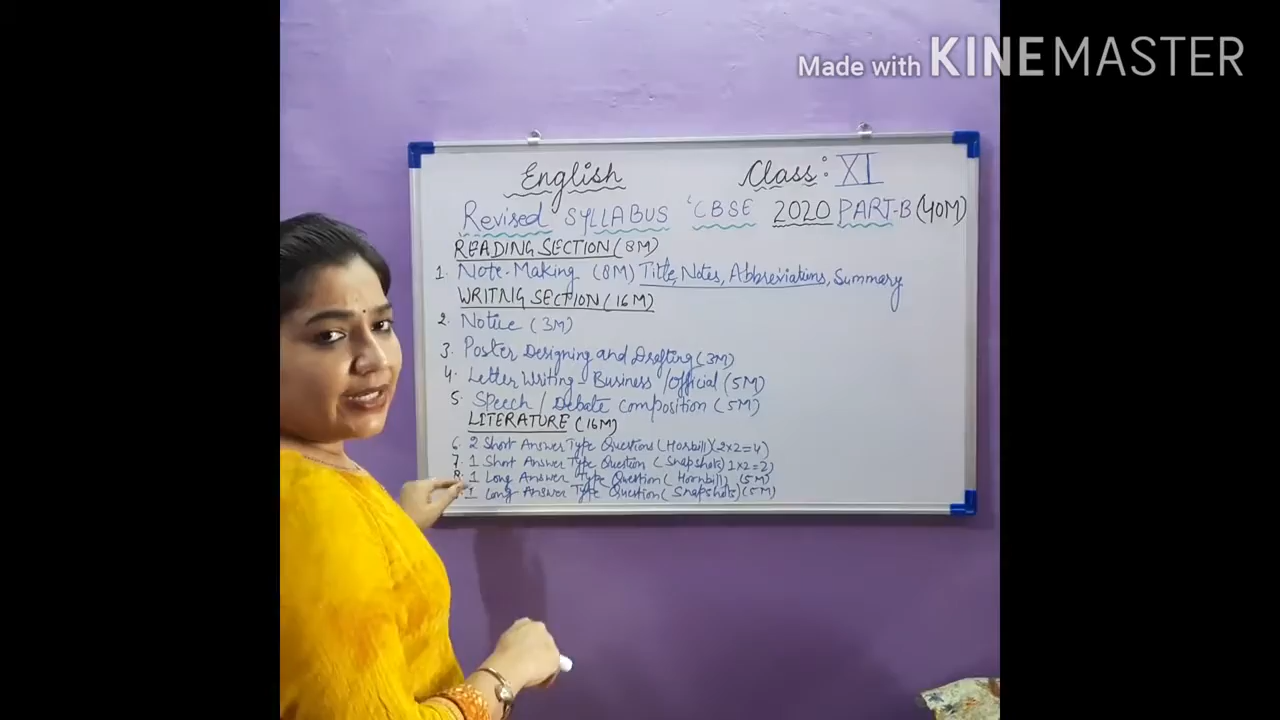 Made with KINEMASTER
English Class: XI
Revised SYLLABUS 'CBSE 2020 PART-B (40M)
READING SECTION (8M)
1. Note-Making (8M) Title, Notes, Abbreviations, Summary
WRITNG SECTION (16M)
2. Notice (3M)
3. Poster Designing and Drafting (3M)
4. Letter Writing - Business / Official (5M)
5. Speech / Debate composition (5M)
LITERATURE (16M)
6. 2 Short Answer Type Questions (Hornbill) (2x2=4)
7. 1 Short Answer Type Question (Snapshots) 1x2=2)
8. 1 Long Answer Type Question (Hornbill) (5M)
1 Long Answer Type Question (Snapshots) (5M)